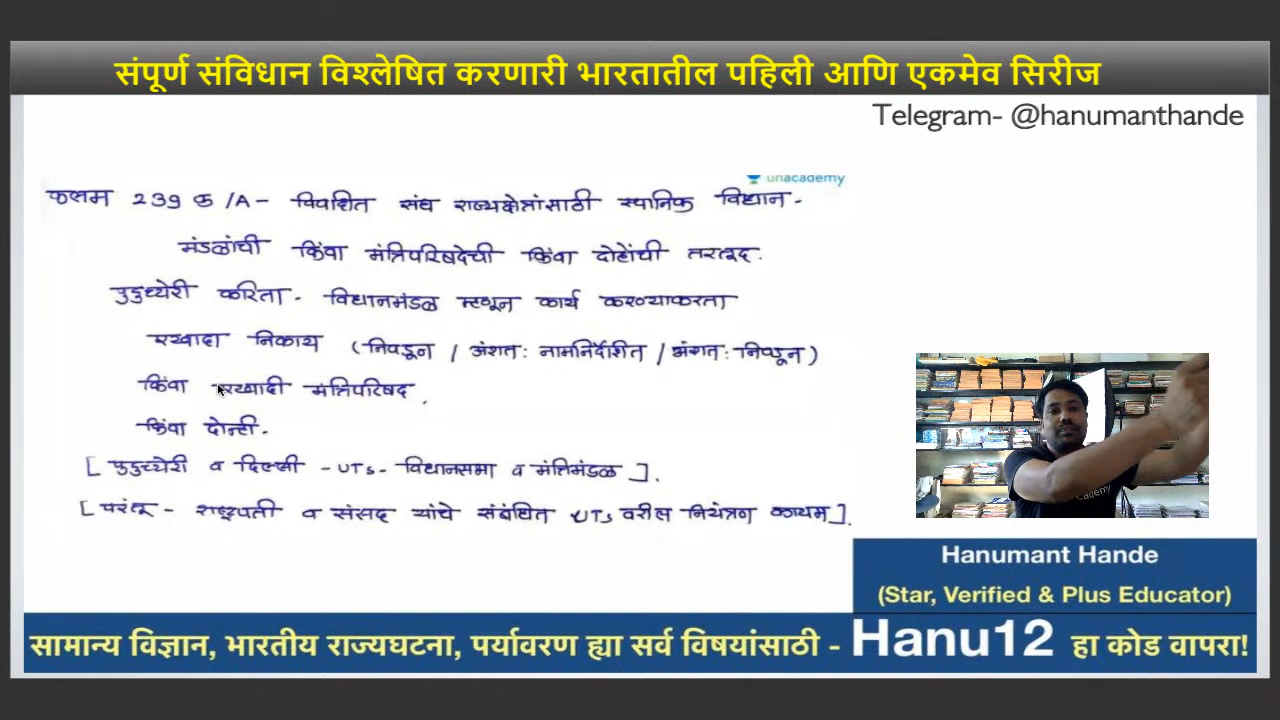 संपूर्ण संविधान विश्लेषित करणारी भारतातील पहिली आणि एकमेव सिरीज
Telegram- @hanumanthande
unacademy
कलम 239 क /A - विवक्षित संघ राज्यक्षेत्रांसाठी स्थानिक विधान -
मंडळांची किंवा मंत्रिपरिषदेची किंवा दोहोंची तरतूद.
पुदुच्चेरी करिता - विधानमंडळ म्हणून कार्य करण्याकरता
एखादा निकाय (निवडून / अंशतः नामनिर्देशित / अंशतः निवडून)
किंवा एखादी मंत्रिपरिषद,
किंवा दोन्ही.
[ पुदुच्चेरी व दिल्ली - UTs - विधानसभा व मंत्रिमंडळ ].
[ परंतू - राष्ट्रपती व संसद यांचे संबंधित UTs वरील नियंत्रण कायम ].
cademy
Hanumant Hande
(Star, Verified & Plus Educator)
सामान्य विज्ञान, भारतीय राज्यघटना, पर्यावरण ह्या सर्व विषयांसाठी - Hanu12 हा कोड वापरा!